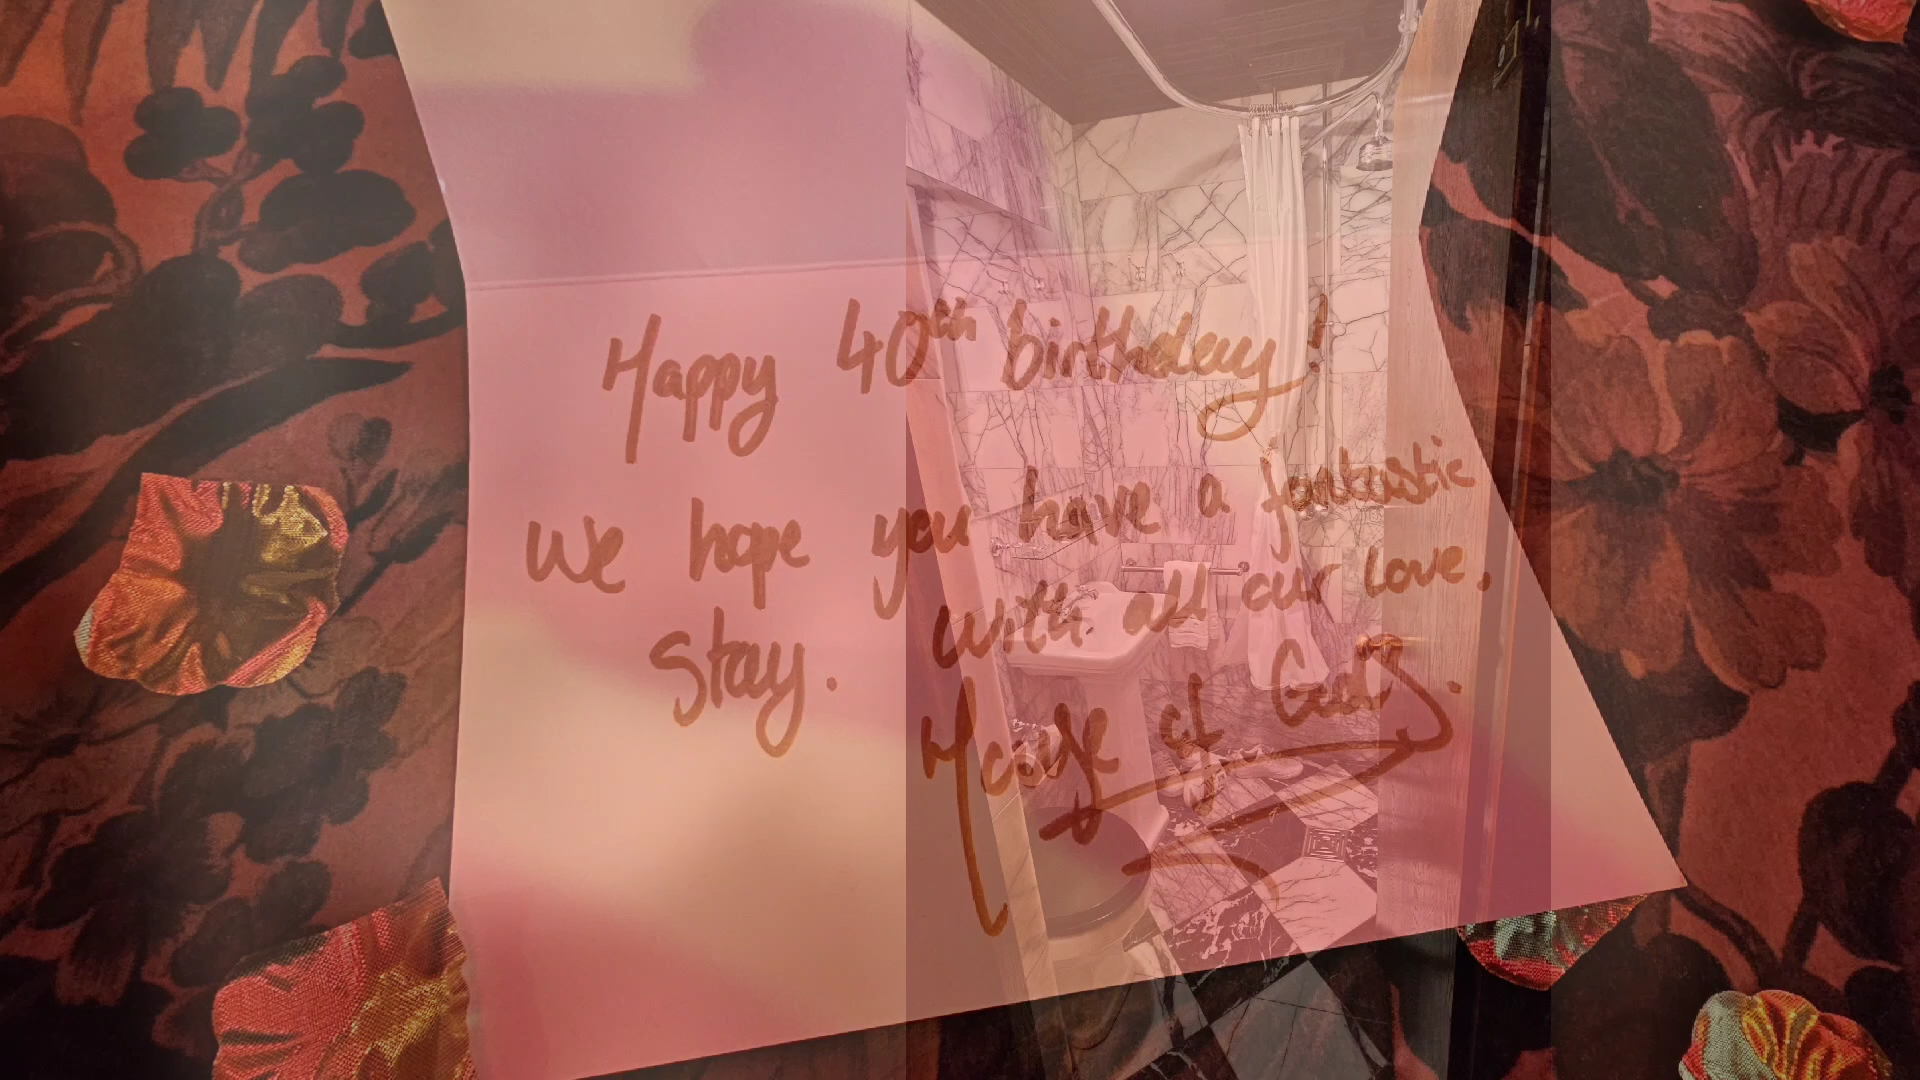 Happy 40th birthday!
We hope you have a fantastic
stay. With all our love,
House of Gods.